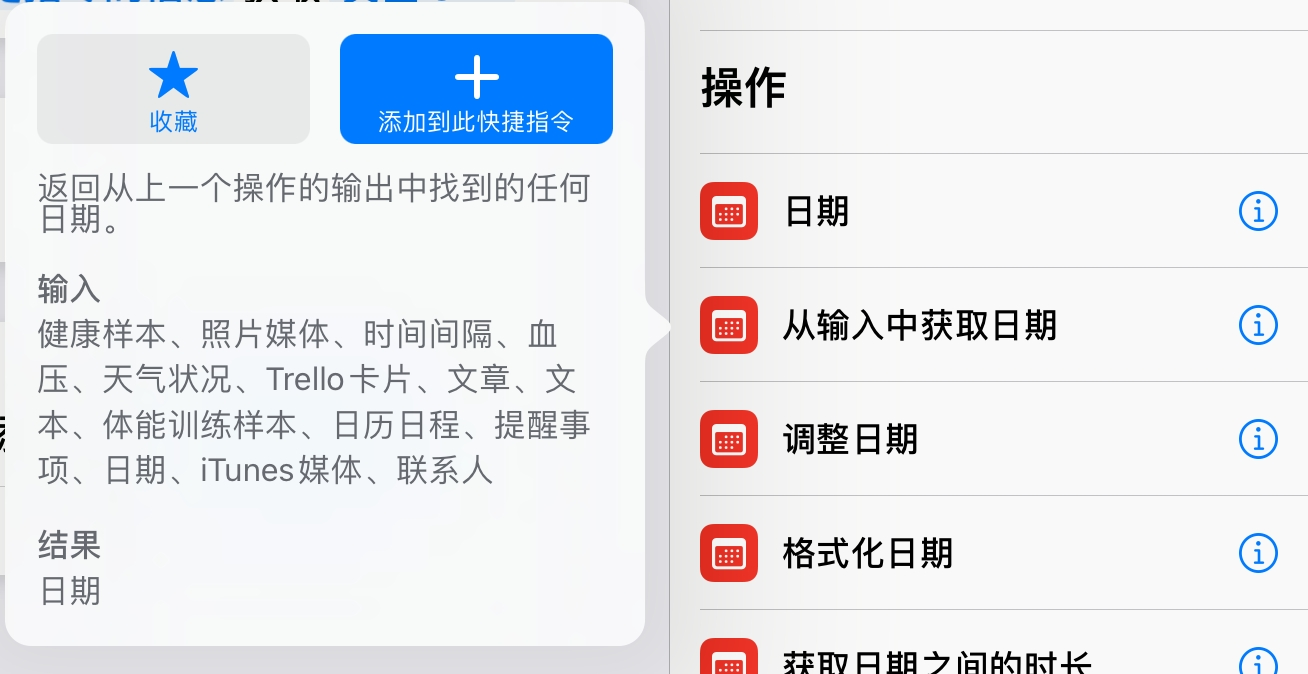 收藏
添加到此快捷指令
返回从上一个操作的输出中找到的任何
日期。
输入
健康样本、照片媒体、时间间隔、血
压、天气状况、Trello卡片、文章、文
本、体能训练样本、日历日程、提醒事
项、日期、iTunes媒体、联系人
结果
日期
操作
日期
从输入中获取日期
调整日期
格式化日期
获取日期之间的时长